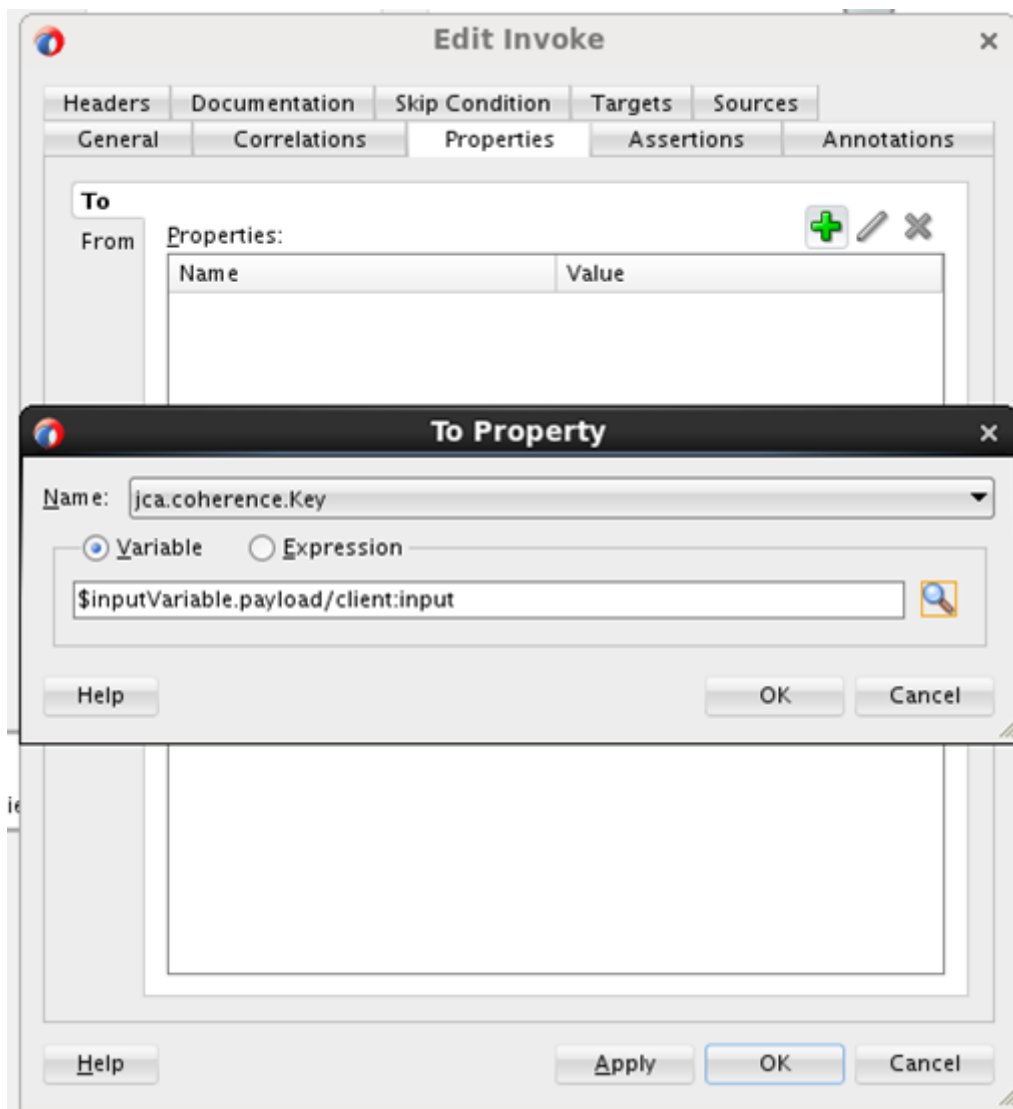 Edit Invoke
Headers Documentation Skip Condition Targets Sources
General Correlations Properties Assertions Annotations
To
From
Properties:
Name Value
To Property
Name: jca.coherence.Key
Variable Expression
$inputVariable.payload/client:input
Help OK Cancel
ie
Help Apply OK Cancel